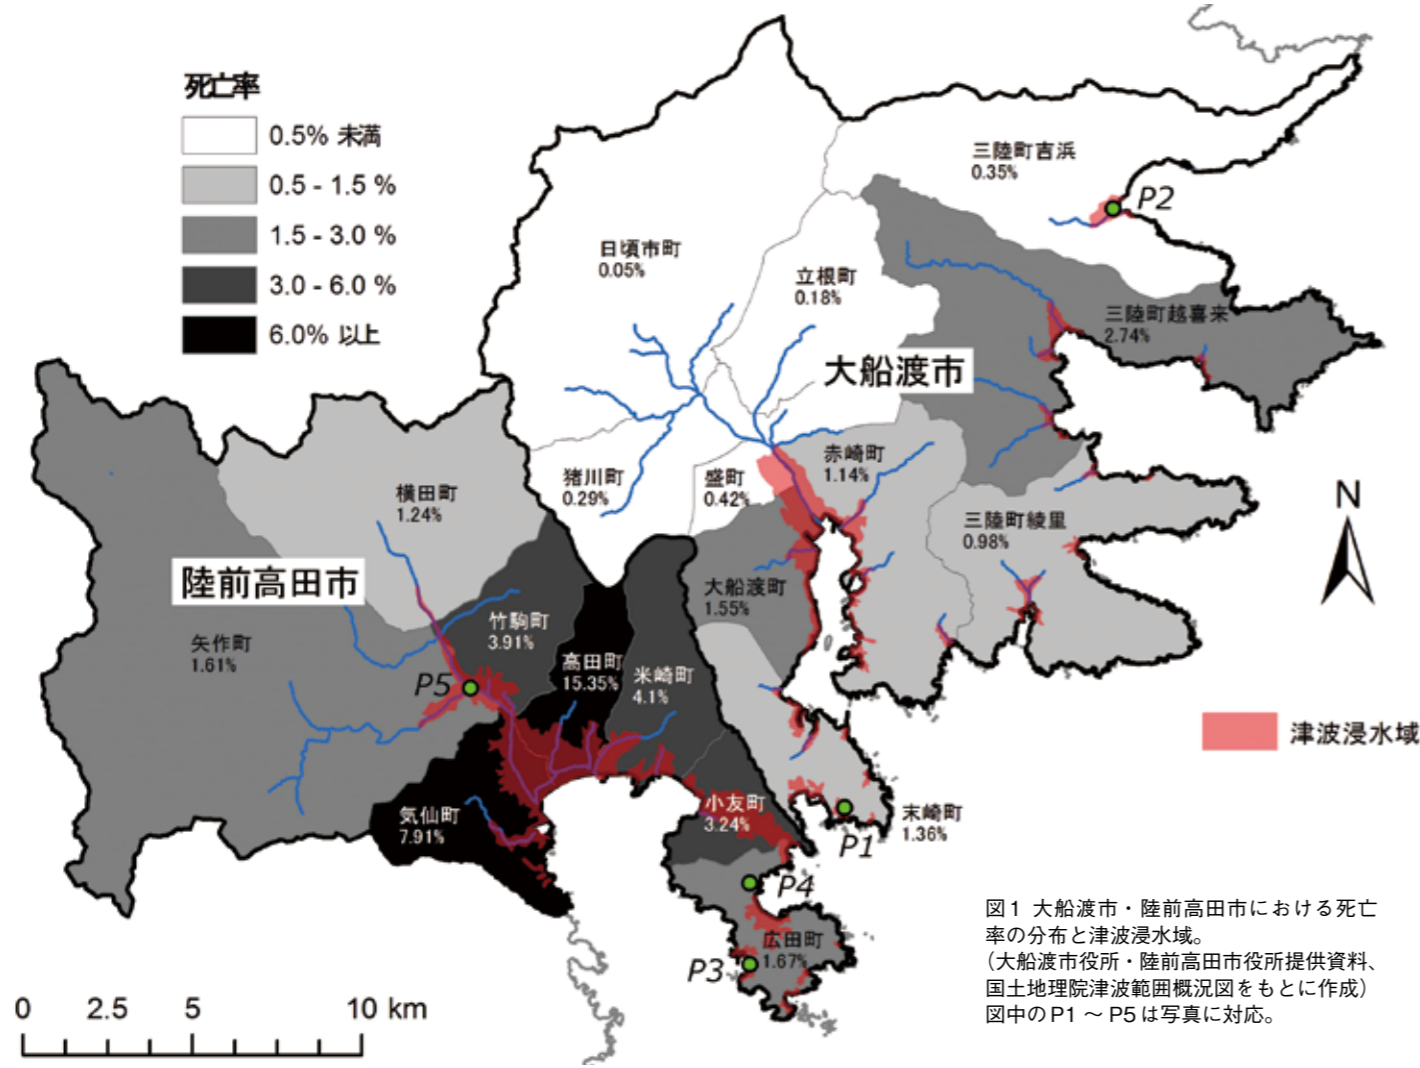 死亡率
0.5% 未満
0.5 - 1.5 %
1.5 - 3.0 %
3.0 - 6.0 %
6.0% 以上
三陸町吉浜
0.35%
P2
日頃市町
0.05%
立根町
0.18%
三陸町越喜来
2.74%
大船渡市
赤崎町
1.14%
猪川町
0.29%
盛町
0.42%
横田町
1.24%
三陸町綾里
0.98%
N
陸前高田市
大船渡町
1.55%
竹駒町
3.91%
矢作町
1.61%
高田町
15.35%
米崎町
4.1%
P5
津波浸水域
気仙町
7.91%
小友町
3.24%
末崎町
1.36%
P1
P4
広田町
1.67%
P3
0 2.5 5 10 km
図1 大船渡市・陸前高田市における死亡
率の分布と津波浸水域。
（大船渡市役所・陸前高田市役所提供資料、
国土地理院津波範囲概況図をもとに作成）
図中のP1 ～ P5は写真に対応。